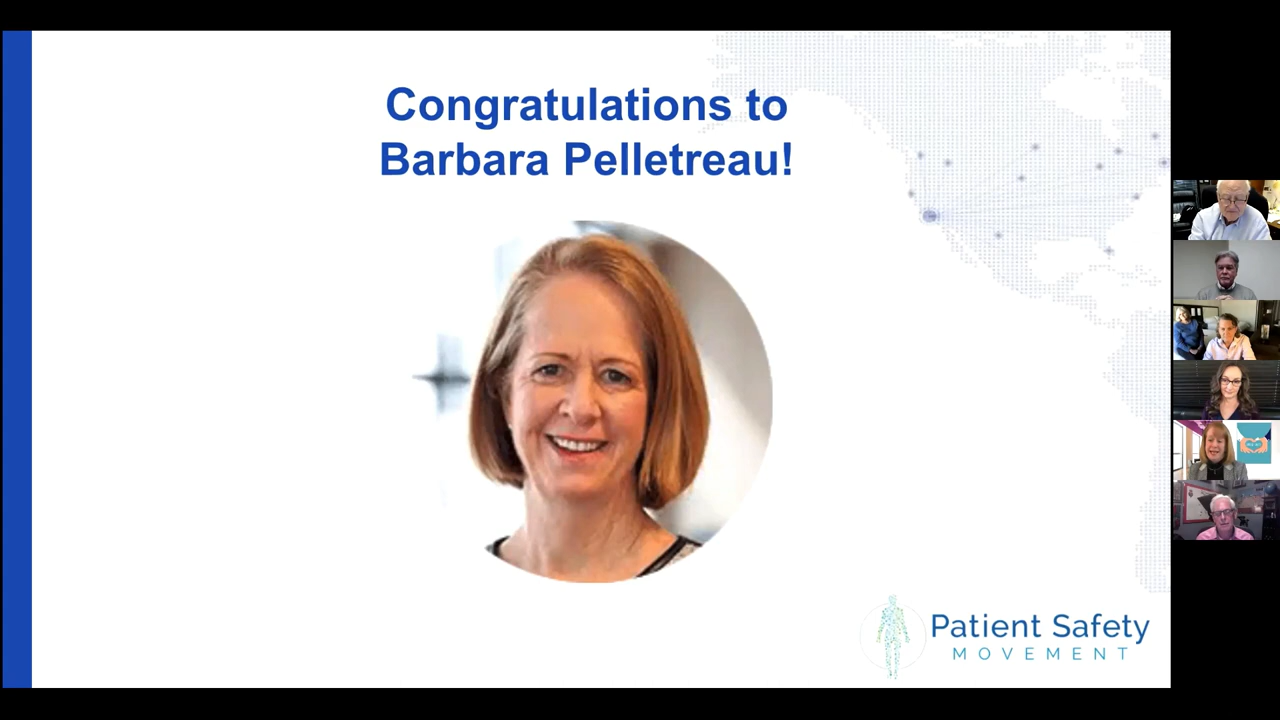 Congratulations to
Barbara Pelletreau!
Patient Safety
MOVEMENT